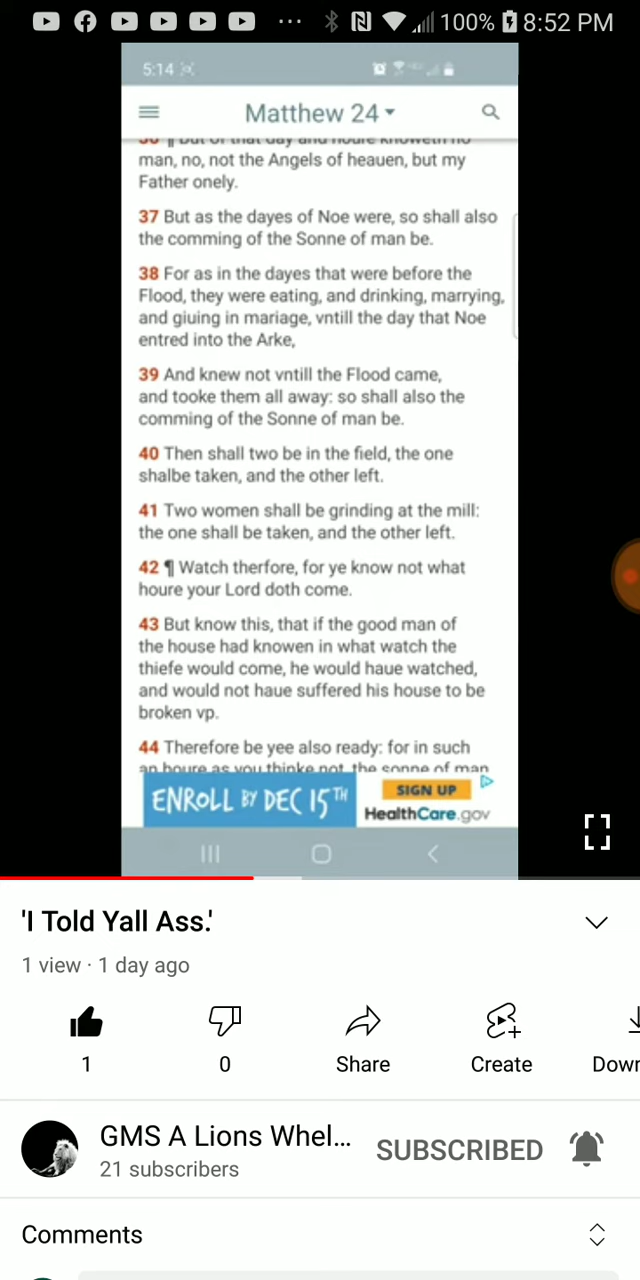 ... 100% 8:52 PM
5:14
Matthew 24
man, no, not the Angels of heauen, but my
Father onely.
37 But as the dayes of Noe were, so shall also
the comming of the Sonne of man be.
38 For as in the dayes that were before the
Flood, they were eating, and drinking, marrying,
and giuing in mariage, vntill the day that Noe
entred into the Arke,
39 And knew not vntill the Flood came,
and tooke them all away: so shall also the
comming of the Sonne of man be.
40 Then shall two be in the field, the one
shalbe taken, and the other left.
41 Two women shall be grinding at the mill:
the one shall be taken, and the other left.
42 ¶ Watch therfore, for ye know not what
houre your Lord doth come.
43 But know this, that if the good man of
the house had knowen in what watch the
thiefe would come, he would haue watched,
and would not haue suffered his house to be
broken vp.
44 Therefore be yee also ready: for in such
an houre as you thinke not, the sonne of man
ENROLL BY DEC 15TH
SIGN UP
HealthCare.gov
'I Told Yall Ass.'
1 view · 1 day ago
1
0
Share
Create
Down
GMS A Lions Whel...
21 subscribers
SUBSCRIBED
Comments